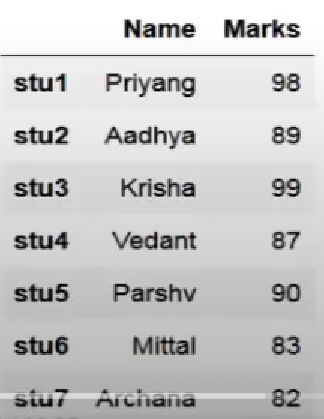 Name Marks
stu1 Priyang 98
stu2 Aadhya 89
stu3 Krisha 99
stu4 Vedant 87
stu5 Parshv 90
stu6 Mittal 83
stu7 Archana 82